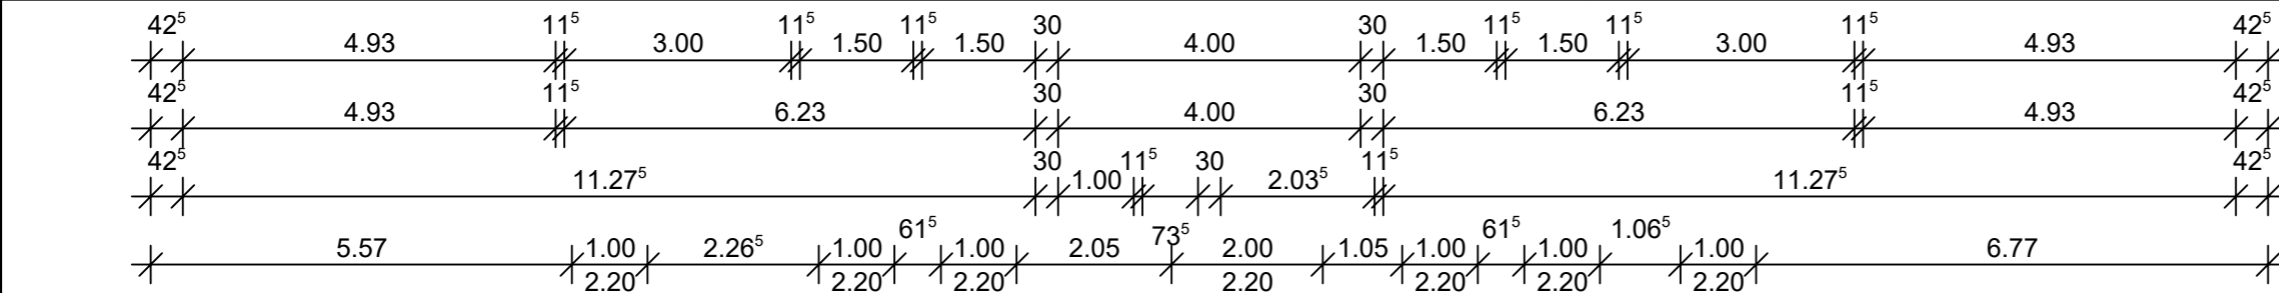 42⁵ 4.93 11⁵ 3.00 11⁵ 1.50 11⁵ 1.50 30 4.00 30 1.50 11⁵ 1.50 11⁵ 3.00 11⁵ 4.93 42⁵
42⁵ 4.93 11⁵ 6.23 30 4.00 30 6.23 11⁵ 4.93 42⁵
42⁵ 11.27⁵ 30 1.00 11⁵ 30 2.03⁵ 11⁵ 11.27⁵ 42⁵
5.57 1.00 2.26⁵ 1.00 61⁵ 1.00 2.05 73⁵ 2.00 1.05 1.00 61⁵ 1.00 1.06⁵ 1.00 6.77
2.20 2.20 2.20 2.20 2.20 2.20 2.20